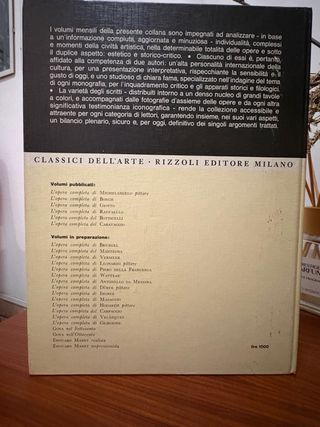 I volumi mensili della presente collana sono impegnati ad analizzare - in base
a un'informazione completa, aggiornata e minuziosa - individualità, complessi
e momenti della civiltà artistica, nella determinabile totalità delle opere e sotto
il duplice aspetto: estetico e storico-critico. • Ciascuno di essi è, pertanto,
affidato alla competenza di due autori: un'alta personalità internazionale della
cultura, per una presentazione interpretativa, rispecchiante la sensibilità e il
gusto di oggi, e uno studioso di chiara fama, specializzato nell'indagine del tema
di ogni monografia, per l'inquadramento critico e gli apparati storici e filologici.
• La varietà degli scritti - distribuiti intorno a un denso nucleo di grandi tavole
a colori, e accompagnati dalle fotografie d'assieme delle opere e da ogni altra
significativa testimonianza iconografica - renderà la collezione accessibile e
attraente per ogni categoria di lettori, garantendo insieme, nei suoi vari aspetti,
un bilancio plenario, sicuro e, per oggi, definitivo dei singoli argomenti trattati.
CLASSICI DELL'ARTE · RIZZOLI EDITORE MILANO
Volumi pubblicati:
L'opera completa di MICHELANGELO pittore
L'opera completa di BOSCH
L'opera completa di GIOTTO
L'opera completa di RAFFAELLO
L'opera completa del BOTTICELLI
L'opera completa del CARAVAGGIO
Volumi in preparazione:
L'opera completa di BRUEGEL
L'opera completa del MANTEGNA
L'opera completa di VERMEER
L'opera completa di LEONARDO pittore
L'opera completa di PIERO DELLA FRANCESCA
L'opera completa di WATTEAU
L'opera completa di ANTONELLO DA MESSINA
L'opera completa di DÜRER pittore
L'opera completa di INGRES
L'opera completa di MASACCIO
L'opera completa di HOGARTH pittore
L'opera completa del CARPACCIO
L'opera completa di VELÁZQUEZ
L'opera completa di GIORGIONE
GOYA nel Settecento
GOYA nell'Ottocento
EDOUARD MANET realista
EDOUARD MANET impressionista
lire 1000